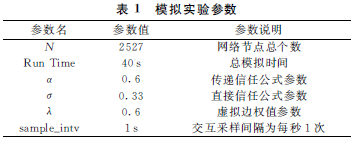 表 1 模拟实验参数
参数名 参数值 参数说明
N 2527 网络节点总个数
Run Time 40 s 总模拟时间
α 0.6 传递信任公式参数
σ 0.33 直接信任公式参数
λ 0.6 虚拟边权值参数
sample_intv 1 s 交互采样间隔为每秒 1 次